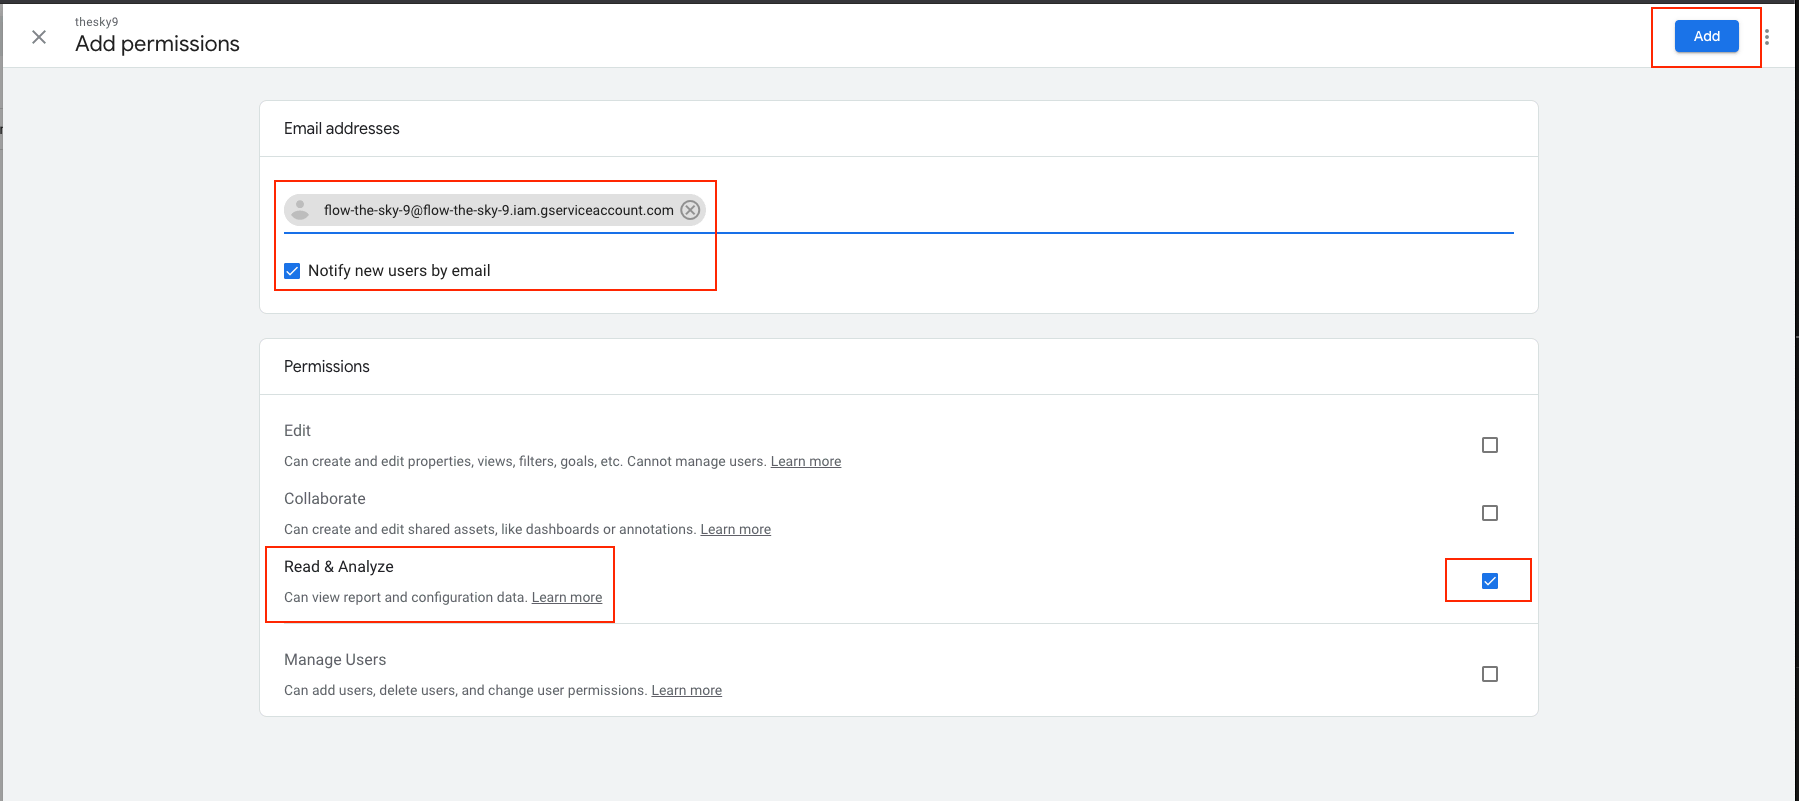 thesky9
Add permissions
Add
Email addresses
flow-the-sky-9@flow-the-sky-9.iam.gserviceaccount.com
Notify new users by email
Permissions
Edit
Can create and edit properties, views, filters, goals, etc. Cannot manage users. Learn more
Collaborate
Can create and edit shared assets, like dashboards or annotations. Learn more
Read & Analyze
Can view report and configuration data. Learn more
Manage Users
Can add users, delete users, and change user permissions. Learn more